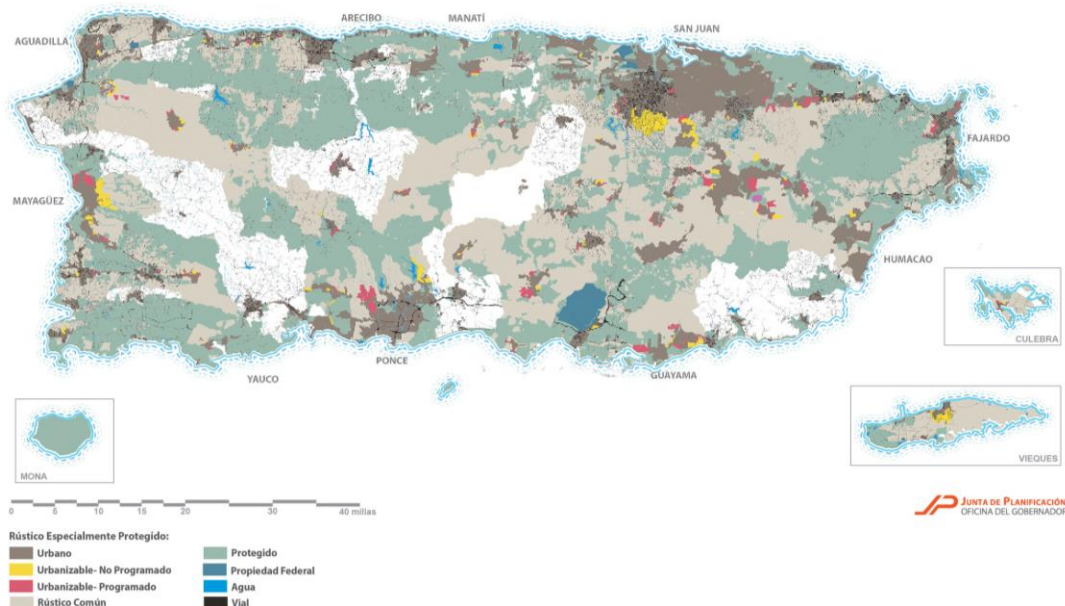 ARECIBO
MANATÍ
SAN JUAN
AGUADILLA
FAJARDO
MAYAGÜEZ
HUMACAO
CULEBRA
PONCE
YAUCO
GUAYAMA
MONA
VIEQUES
0 5 10 15 20 30 40 millas
JP JUNTA DE PLANIFICACIÓN
OFICINA DEL GOBERNADOR
Rústico Especialmente Protegido:
Urbano
Urbanizable- No Programado
Urbanizable- Programado
Rústico Común
Protegido
Propiedad Federal
Agua
Vial